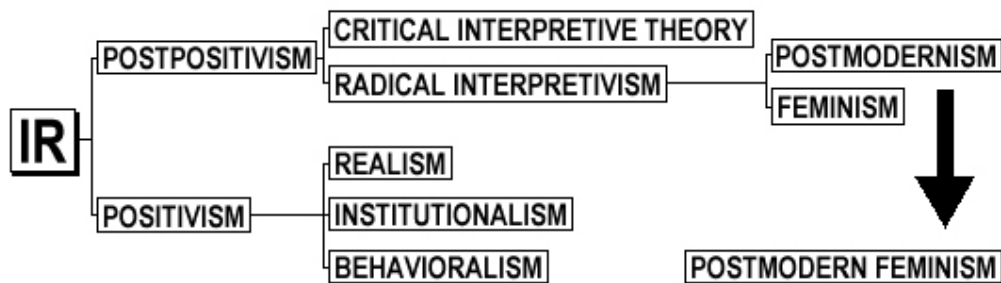 CRITICAL INTERPRETIVE THEORY
POSTPOSITIVISM
RADICAL INTERPRETIVISM
POSTMODERNISM
FEMINISM
IR
REALISM
POSITIVISM
INSTITUTIONALISM
BEHAVIORALISM
POSTMODERN FEMINISM